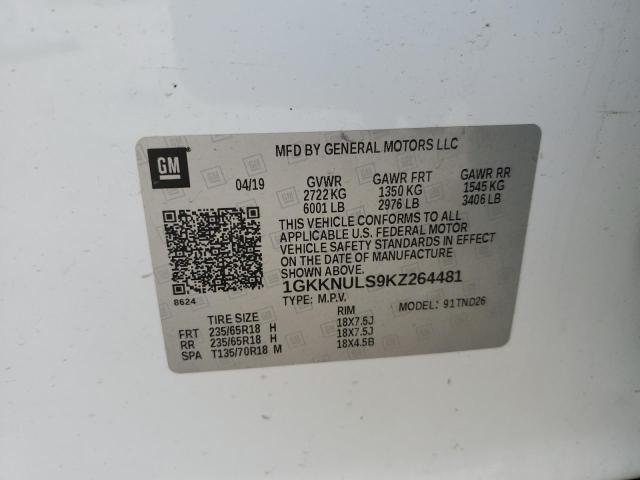 GM
MFD BY GENERAL MOTORS LLC
04/19 GVWR GAWR FRT GAWR RR
2722 KG 1350 KG 1545 KG
6001 LB 2976 LB 3406 LB
THIS VEHICLE CONFORMS TO ALL
APPLICABLE U.S. FEDERAL MOTOR
VEHICLE SAFETY STANDARDS IN EFFECT
ON THE DATE OF MANUFACTURE
SHOWN ABOVE.
1GKKNULS9KZ264481
8624
TYPE: M.P.V. MODEL: 91TND26
TIRE SIZE RIM
FRT 235/65R18 H 18X7.5J
RR 235/65R18 H 18X7.5J
SPA T135/70R18 M 18X4.5B